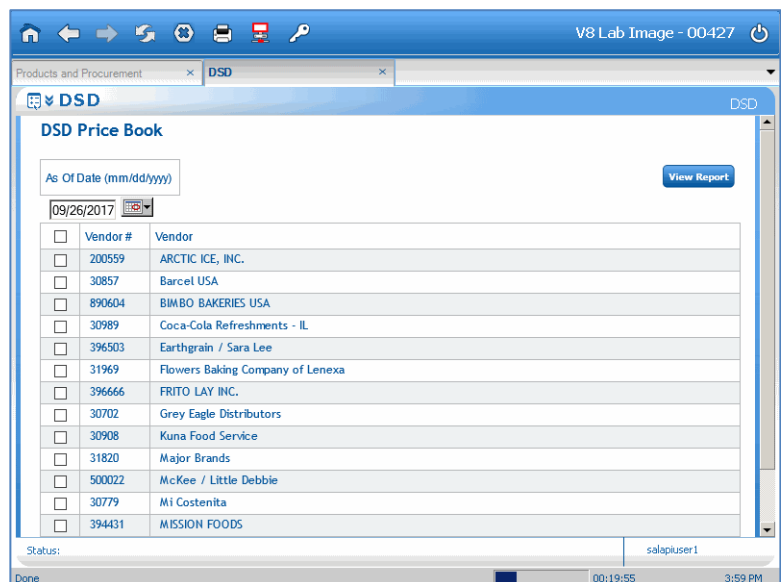 V8 Lab Image - 00427
Products and Procurement × DSD ×
DSD
DSD
DSD Price Book
As Of Date (mm/dd/yyyy)
View Report
09/26/2017
Vendor # Vendor
200559 ARCTIC ICE, INC.
30857 Barcel USA
890604 BIMBO BAKERIES USA
30989 Coca-Cola Refreshments - IL
396503 Earthgrain / Sara Lee
31969 Flowers Baking Company of Lenexa
396666 FRITO LAY INC.
30702 Grey Eagle Distributors
30908 Kuna Food Service
31820 Major Brands
500022 McKee / Little Debbie
30779 Mi Costenita
394431 MISSION FOODS
Status: salapiuser1
Done 00:19:55 3:59 PM